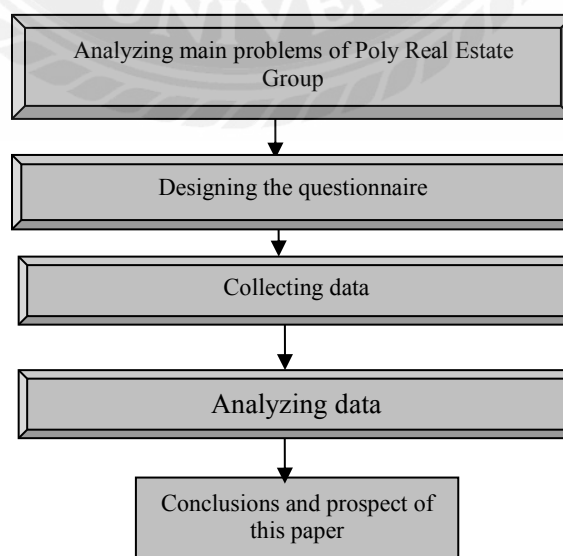 UNIVE
Analyzing main problems of Poly Real Estate
Group
Designing the questionnaire
Collecting data
Analyzing data
Conclusions and prospect of
this paper